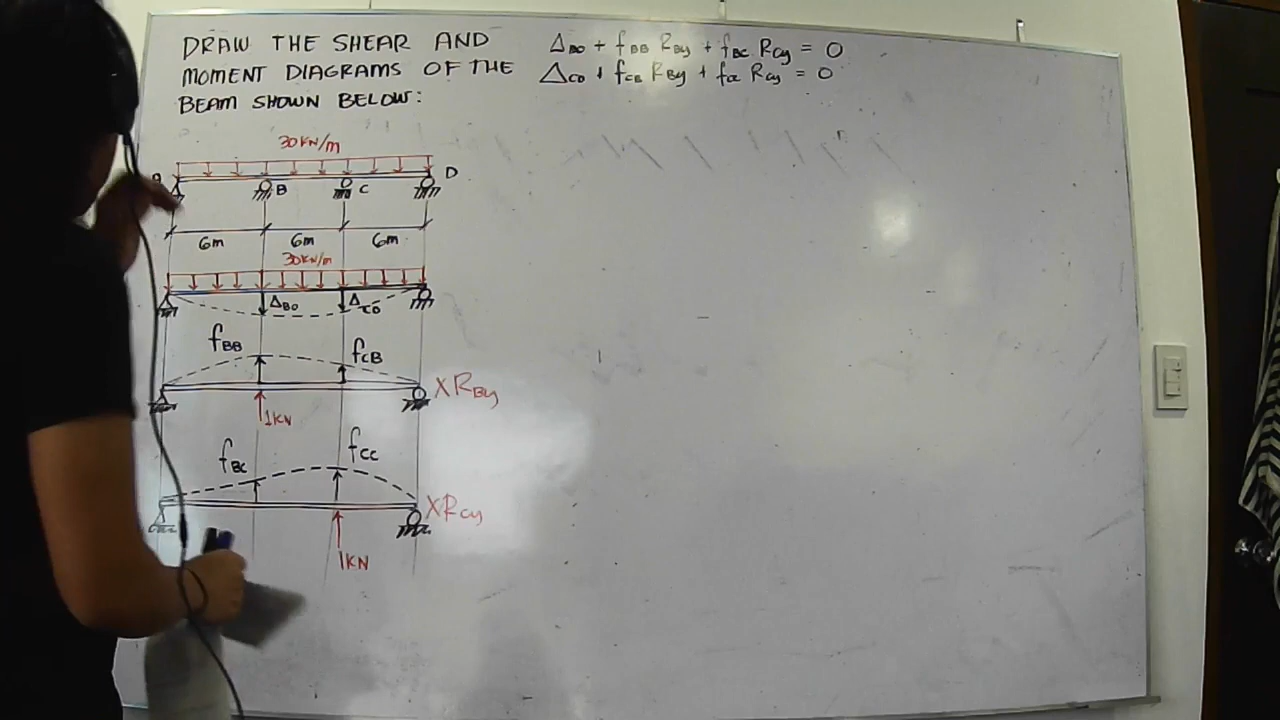 DRAW THE SHEAR AND
MOMENT DIAGRAMS OF THE
BEAM SHOWN BELOW:
Δ_BO + f_BB R_By + f_BC R_Cy = 0
Δ_CO + f_CB R_By + f_CC R_Cy = 0
30KN/m
B C D
6m 6m 6m
30KN/m
Δ_BO Δ_CO
f_BB f_CB
X R_By
1KN
f_BC f_CC
X R_Cy
1KN